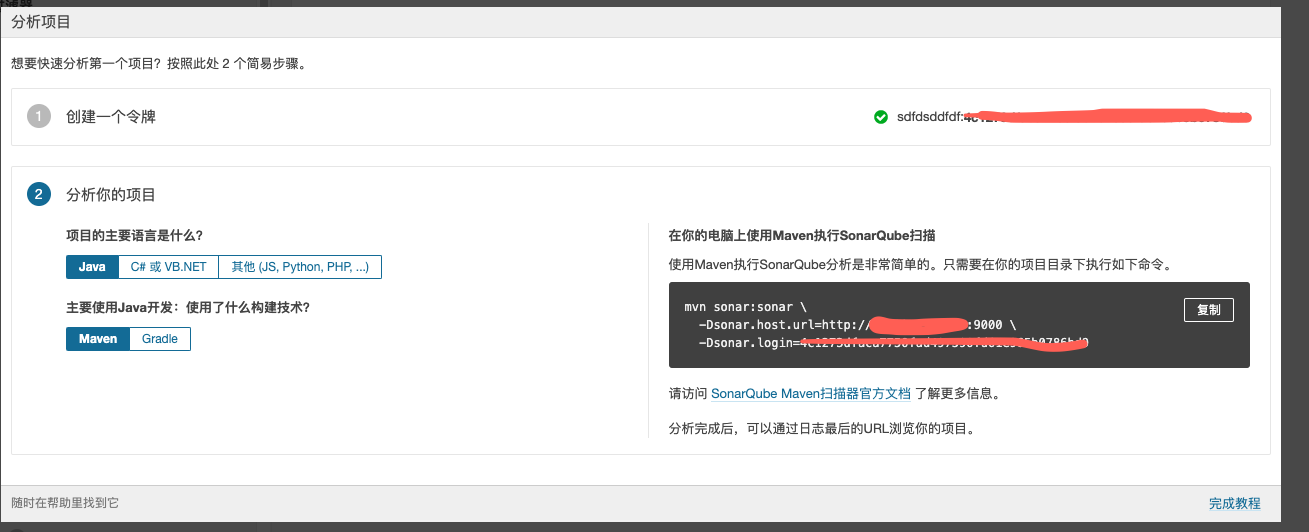 分析项目
想要快速分析第一个项目？按照此处 2 个简易步骤。
1 创建一个令牌
sdfdsddfdf:
2 分析你的项目
项目的主要语言是什么？
Java C# 或 VB.NET 其他 (JS, Python, PHP, ...)
主要使用Java开发：使用了什么构建技术？
Maven Gradle
在你的电脑上使用Maven执行SonarQube扫描
使用Maven执行SonarQube分析是非常简单的。只需要在你的项目目录下执行如下命令。
复制
mvn sonar:sonar \
-Dsonar.host.url=http:// :9000 \
-Dsonar.login=
请访问 SonarQube Maven扫描器官方文档 了解更多信息。
分析完成后，可以通过日志最后的URL浏览你的项目。
随时在帮助里找到它
完成教程